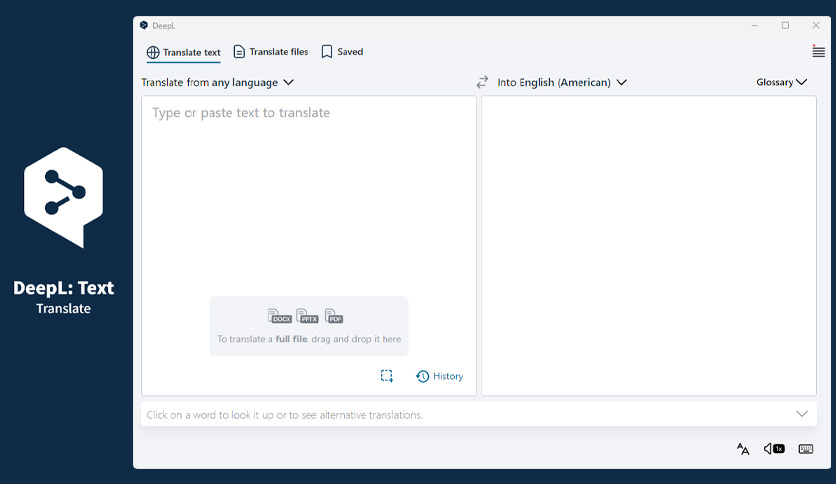 DeepL
Translate text
Translate files
Saved
Translate from any language
Into English (American)
Glossary
Type or paste text to translate
DeepL: Text
Translate
DOCX PPTX PDF
To translate a full file, drag and drop it here
History
Click on a word to look it up or to see alternative translations.
AA
1x